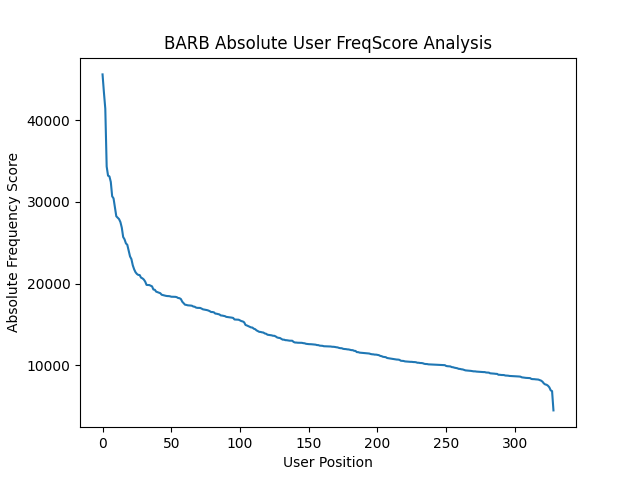 BARB Absolute User FreqScore Analysis
Absolute Frequency Score
40000
30000
20000
10000
0 50 100 150 200 250 300
User Position